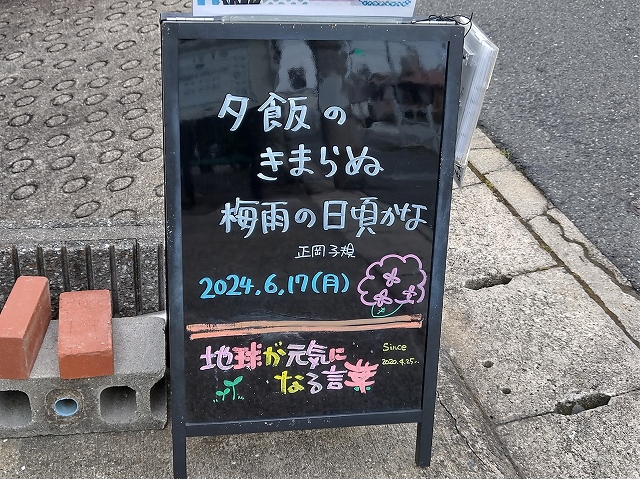 夕飯の
きまらぬ
梅雨の日頃かな
正岡子規
2024.6.17(月)
地球が元気に
なる言葉
Since
2020.4.25~